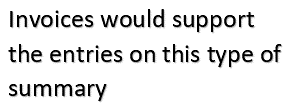 Invoices would support
the entries on this type of
summary